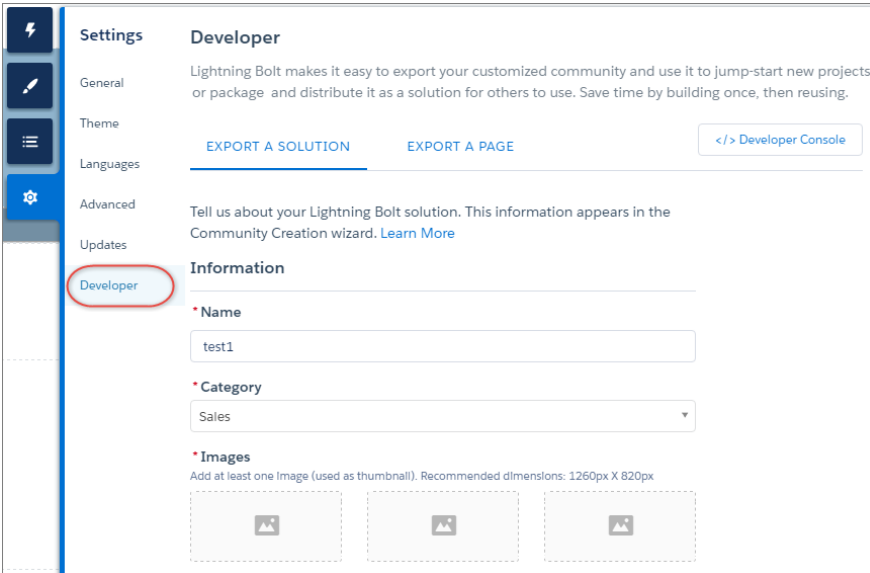 Settings
General
Theme
Languages
Advanced
Updates
Developer
Developer
Lightning Bolt makes it easy to export your customized community and use it to jump-start new projects
or package and distribute it as a solution for others to use. Save time by building once, then reusing.
EXPORT A SOLUTION
EXPORT A PAGE
</> Developer Console
Tell us about your Lightning Bolt solution. This information appears in the
Community Creation wizard. Learn More
Information
* Name
test1
* Category
Sales
* Images
Add at least one image (used as thumbnail). Recommended dimensions: 1260px X 820px